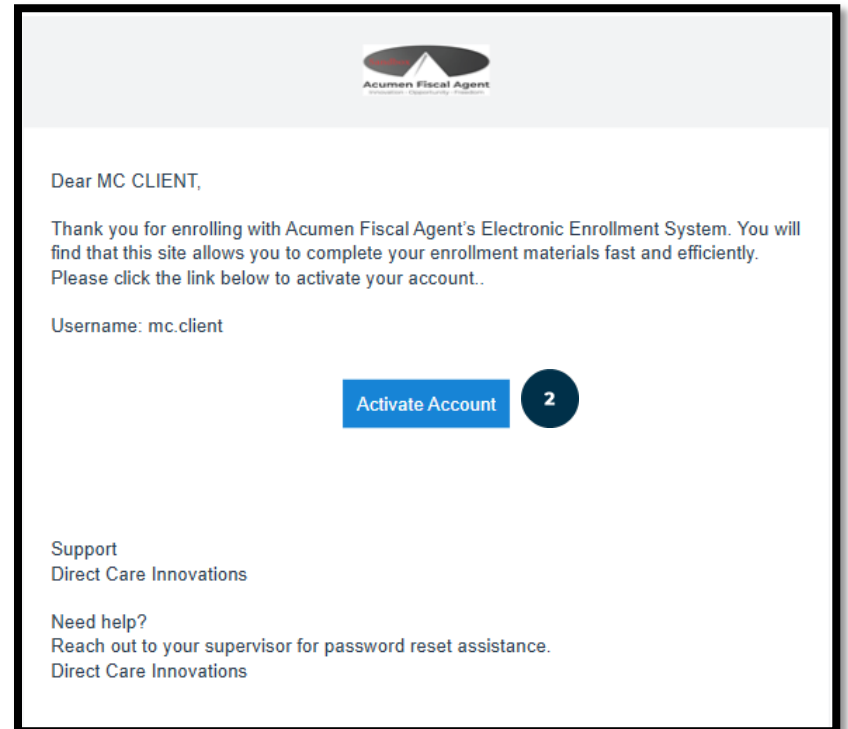 Acumen Fiscal Agent
Innovation - Opportunity - Freedom
Dear MC CLIENT,
Thank you for enrolling with Acumen Fiscal Agent's Electronic Enrollment System. You will
find that this site allows you to complete your enrollment materials fast and efficiently.
Please click the link below to activate your account..
Username: mc.client
Activate Account
2
Support
Direct Care Innovations
Need help?
Reach out to your supervisor for password reset assistance.
Direct Care Innovations